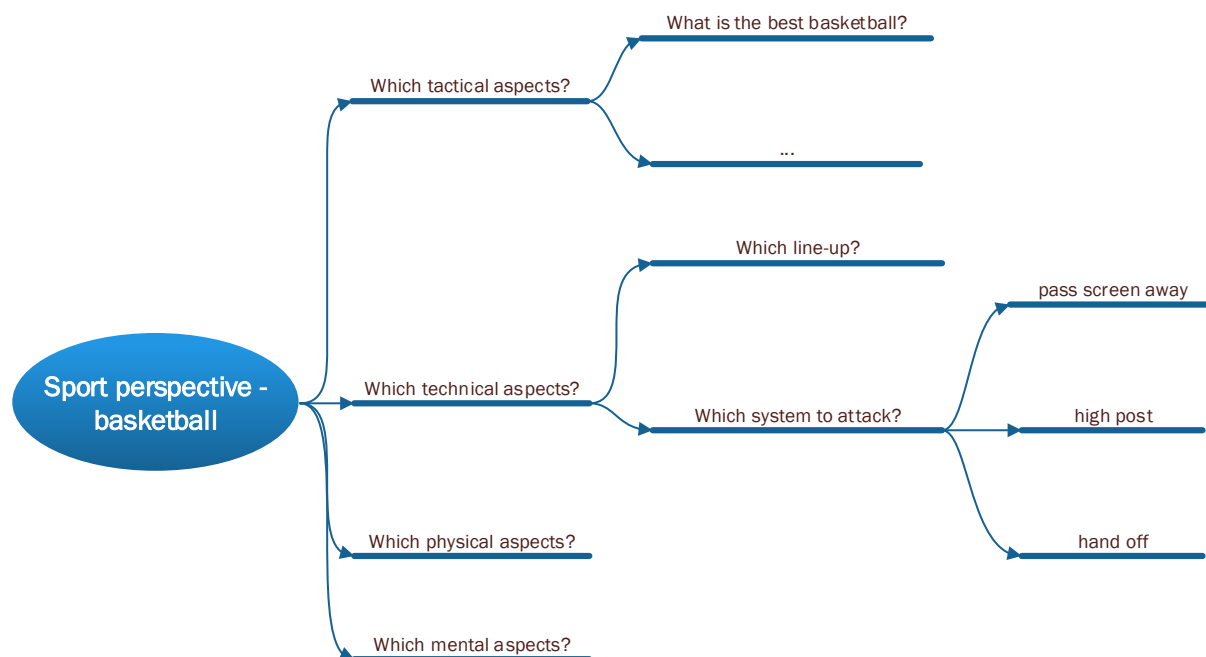 What is the best basketball?
Which tactical aspects?
...
Which line-up?
pass screen away
Sport perspective -
basketball
Which technical aspects?
Which system to attack?
high post
Which physical aspects?
hand off
Which mental aspects?